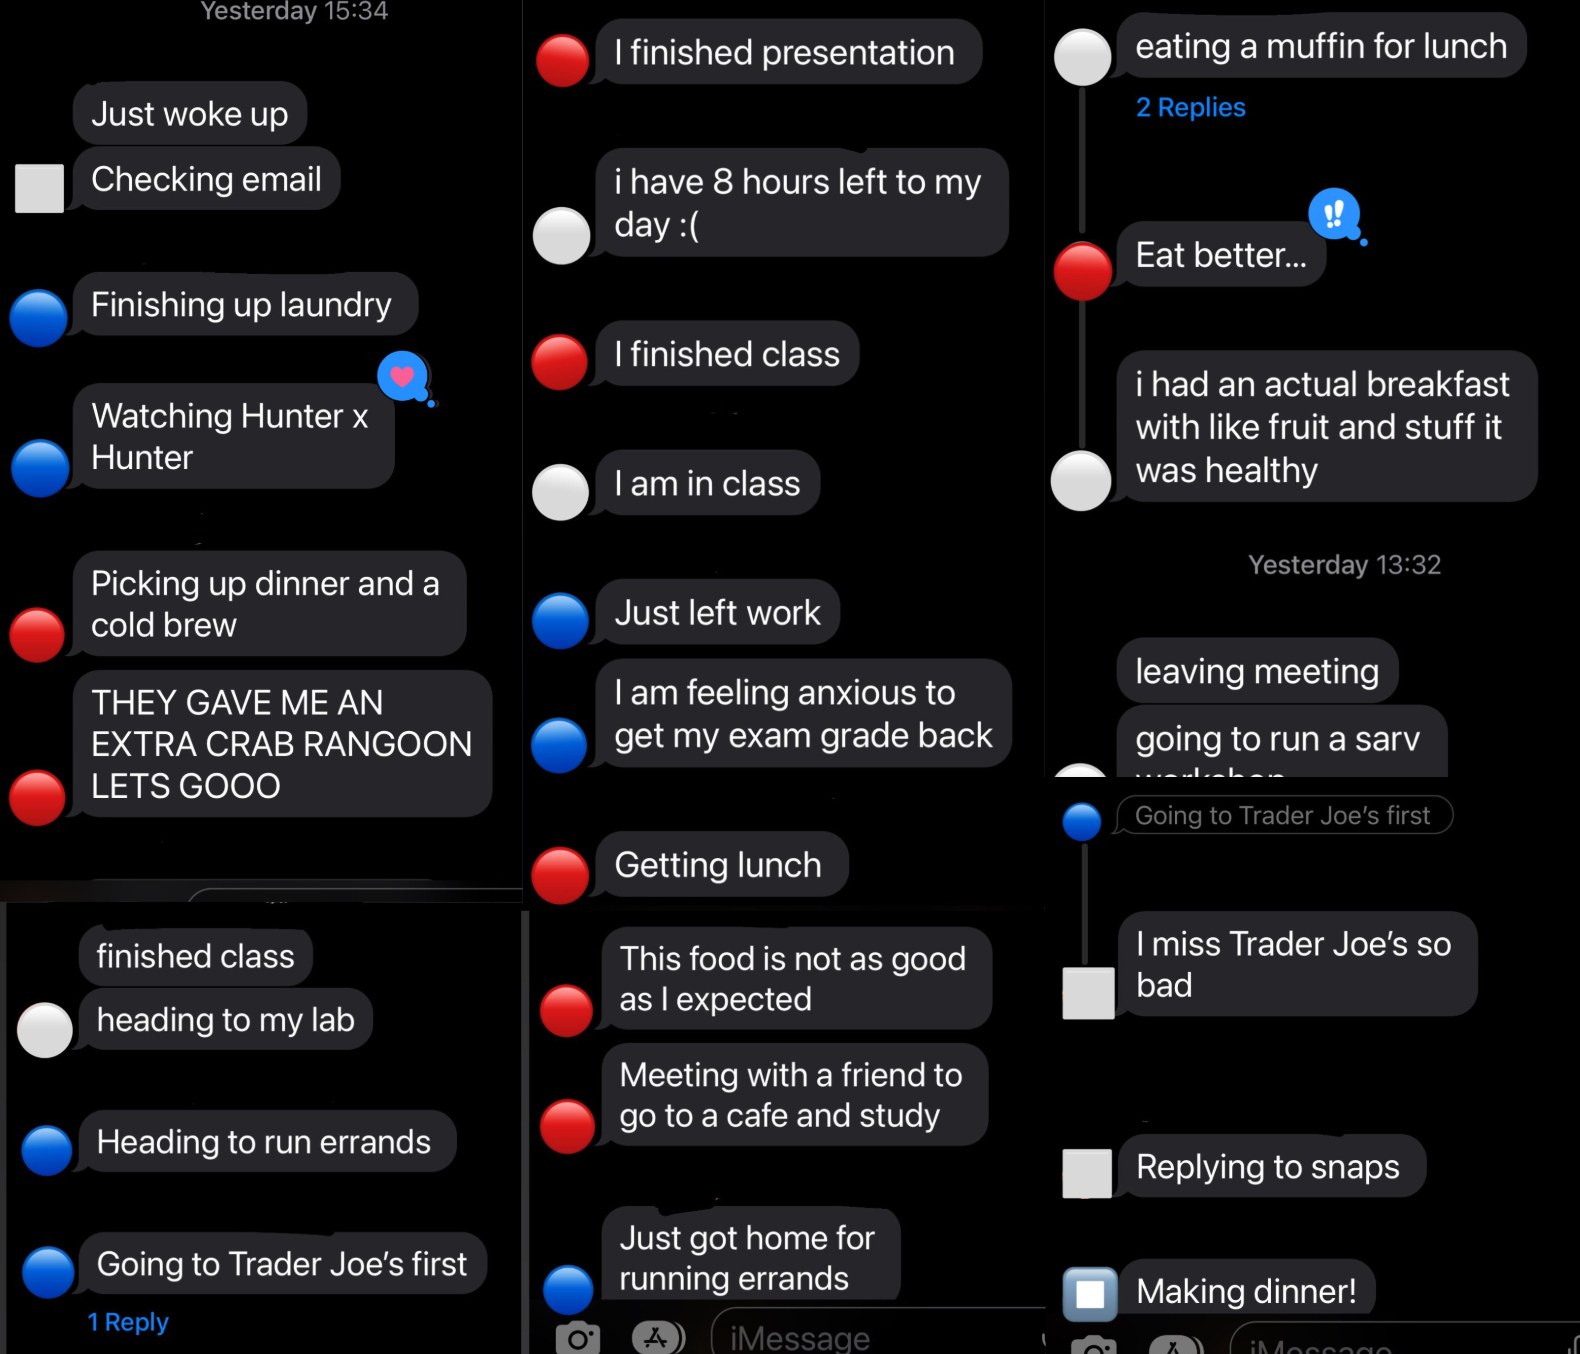 Yesterday 15:34
Just woke up
Checking email
Finishing up laundry
Watching Hunter x
Hunter
Picking up dinner and a
cold brew
THEY GAVE ME AN
EXTRA CRAB RANGOON
LETS GOOO
finished class
heading to my lab
Heading to run errands
Going to Trader Joe's first
1 Reply
I finished presentation
i have 8 hours left to my
day :(
I finished class
I am in class
Just left work
I am feeling anxious to
get my exam grade back
Getting lunch
This food is not as good
as I expected
Meeting with a friend to
go to a cafe and study
Just got home for
running errands
iMessage
eating a muffin for lunch
2 Replies
Eat better...
i had an actual breakfast
with like fruit and stuff it
was healthy
Yesterday 13:32
leaving meeting
going to run a sarv
workshop
Going to Trader Joe's first
I miss Trader Joe's so
bad
Replying to snaps
Making dinner!
iMessage